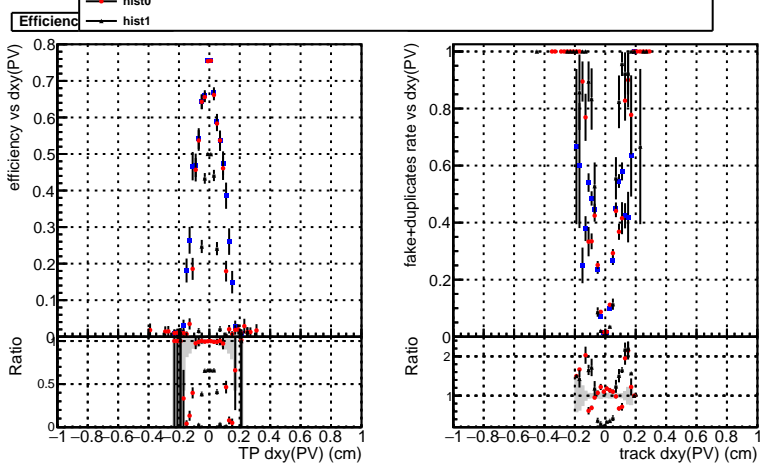 hist0
Efficienc
hist1
efficiency vs dxy(PV)
0.8
0.7
0.6
0.5
0.4
0.3
0.2
0.1
0
Ratio
1
0.5
0
−1 −0.8 −0.6 −0.4 −0.2 0 0.2 0.4 0.6 0.8 1
TP dxy(PV) (cm)
fake+duplicates rate vs dxy(PV)
1
0.8
0.6
0.4
0.2
0
Ratio
2
1
−1 −0.8 −0.6 −0.4 −0.2 0 0.2 0.4 0.6 0.8 1
track dxy(PV) (cm)